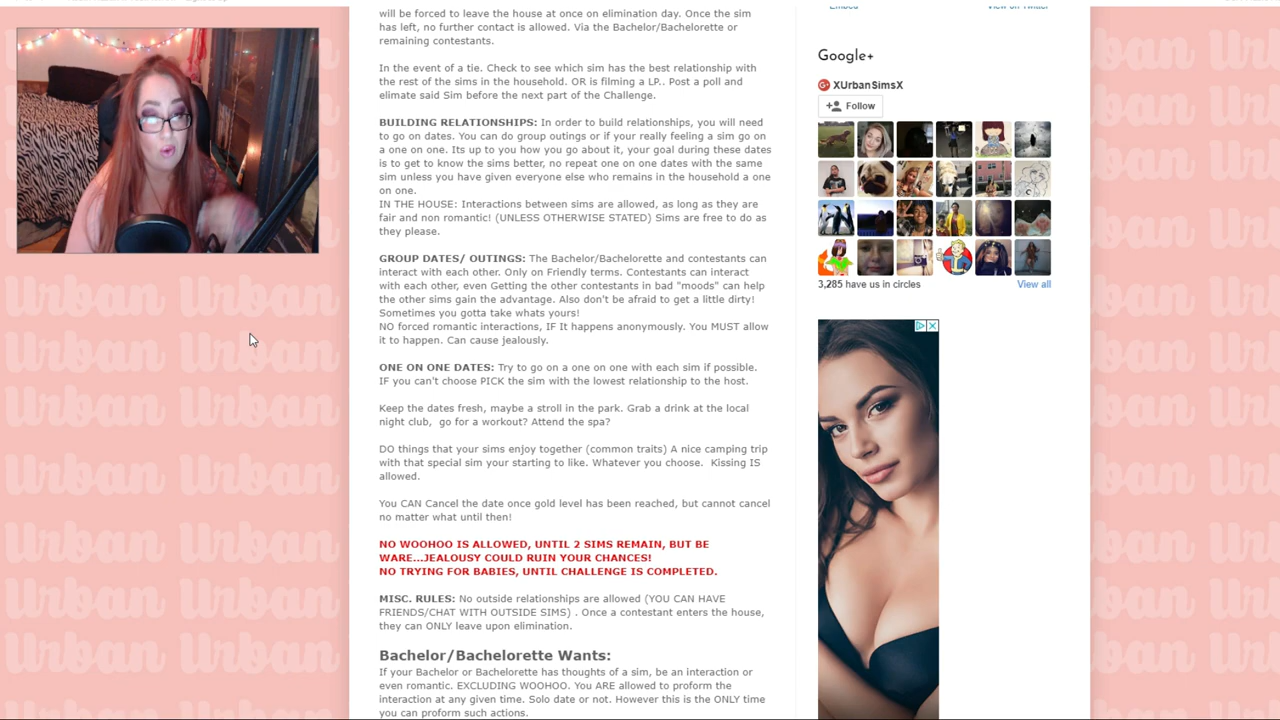 will be forced to leave the house at once on elimination day. Once the sim
has left, no further contact is allowed. Via the Bachelor/Bachelorette or
remaining contestants.
In the event of a tie. Check to see which sim has the best relationship with
the rest of the sims in the household. OR is filming a LP.. Post a poll and
elimate said Sim before the next part of the Challenge.
BUILDING RELATIONSHIPS: In order to build relationships, you will need
to go on dates. You can do group outings or if your really feeling a sim go on
a one on one. Its up to you how you go about it, your goal during these dates
is to get to know the sims better, no repeat one on one dates with the same
sim unless you have given everyone else who remains in the household a one
on one.
IN THE HOUSE: Interactions between sims are allowed, as long as they are
fair and non romantic! (UNLESS OTHERWISE STATED) Sims are free to do as
they please.
GROUP DATES/ OUTINGS: The Bachelor/Bachelorette and contestants can
interact with each other. Only on Friendly terms. Contestants can interact
with each other, even Getting the other contestants in bad "moods" can help
the other sims gain the advantage. Also don't be afraid to get a little dirty!
Sometimes you gotta take whats yours!
NO forced romantic interactions, IF It happens anonymously. You MUST allow
it to happen. Can cause jealously.
ONE ON ONE DATES: Try to go on a one on one with each sim if possible.
IF you can't choose PICK the sim with the lowest relationship to the host.
Keep the dates fresh, maybe a stroll in the park. Grab a drink at the local
night club, go for a workout? Attend the spa?
DO things that your sims enjoy together (common traits) A nice camping trip
with that special sim your starting to like. Whatever you choose. Kissing IS
allowed.
You CAN Cancel the date once gold level has been reached, but cannot cancel
no matter what until then!
NO WOOHOO IS ALLOWED, UNTIL 2 SIMS REMAIN, BUT BE
WARE...JEALOUSY COULD RUIN YOUR CHANCES!
NO TRYING FOR BABIES, UNTIL CHALLENGE IS COMPLETED.
MISC. RULES: No outside relationships are allowed (YOU CAN HAVE
FRIENDS/CHAT WITH OUTSIDE SIMS) . Once a contestant enters the house,
they can ONLY leave upon elimination.
Bachelor/Bachelorette Wants:
If your Bachelor or Bachelorette has thoughts of a sim, be an interaction or
even romantic. EXCLUDING WOOHOO. You ARE allowed to proform the
interaction at any given time. Solo date or not. However this is the ONLY time
you can proform such actions.
Embed View on Twitter
Google+
XUrbanSimsX
Follow
3,285 have us in circles
View all
Urban
Urban
Urban